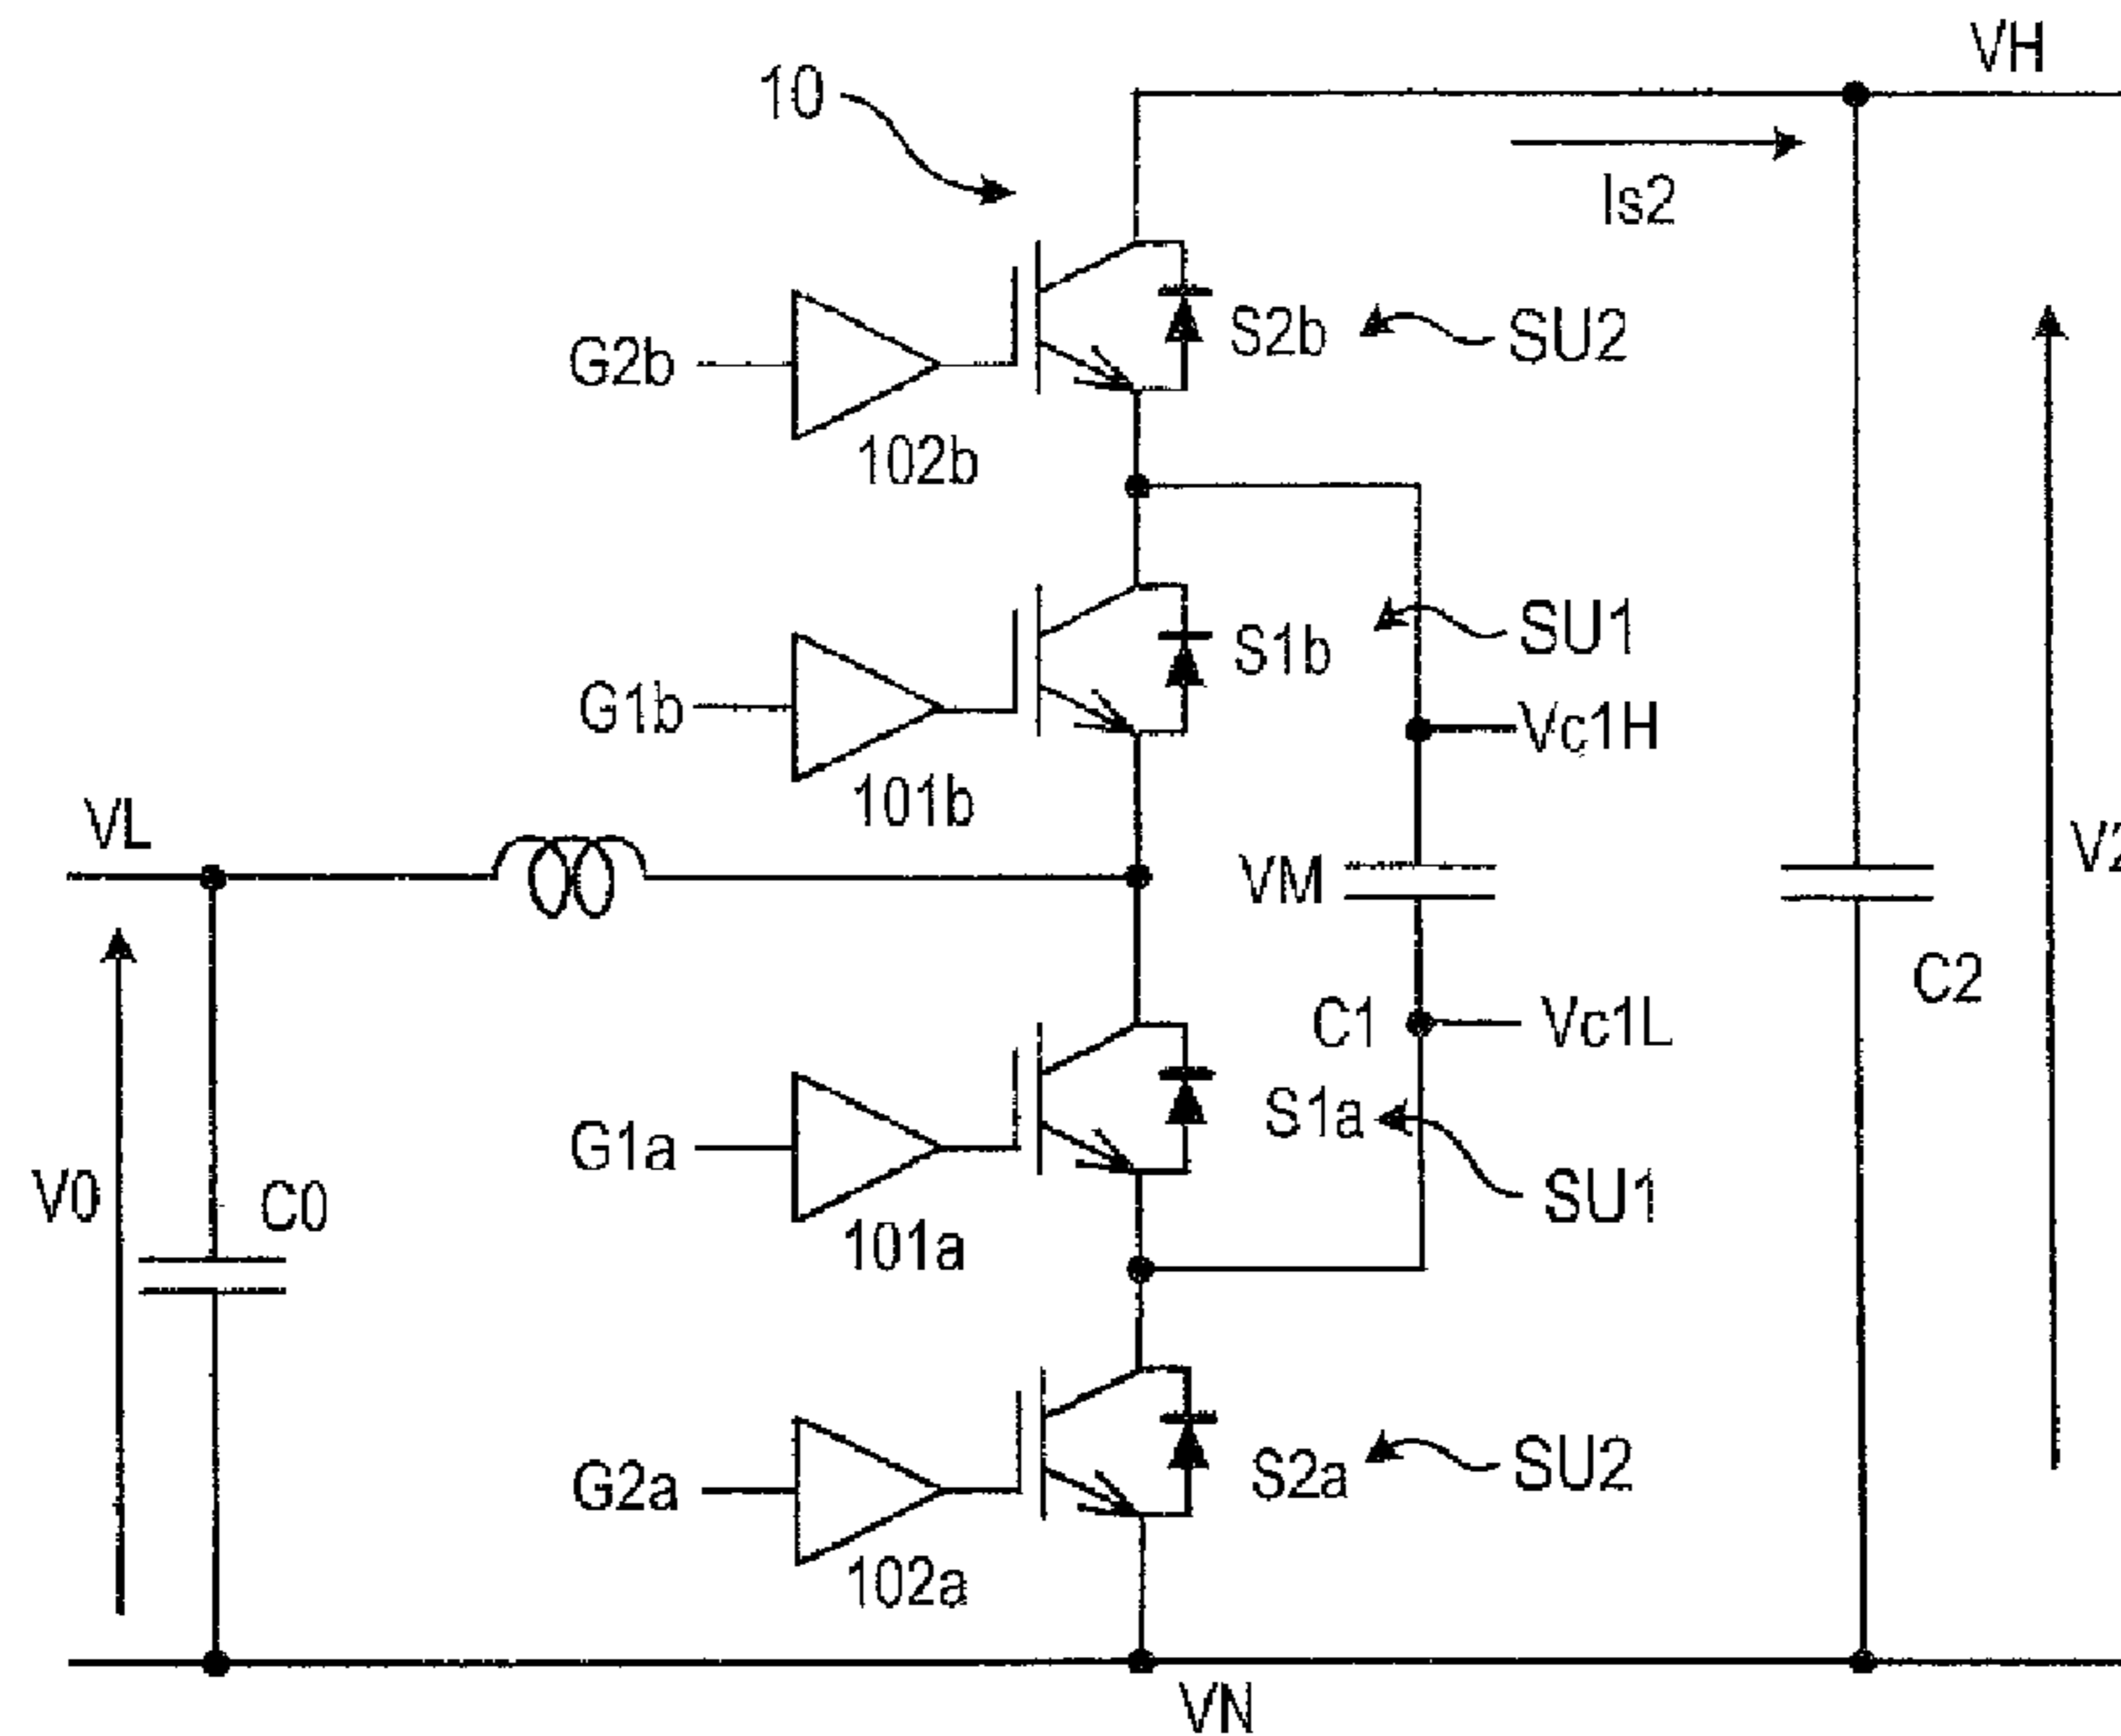 VH
10
Is2
G2b
S2b
SU2
102b
SU1
G1b
S1b
Vc1H
101b
VL
VM
V2
C2
C1
Vc1L
G1a
S1a
V0
C0
SU1
101a
G2a
S2a
SU2
102a
VN